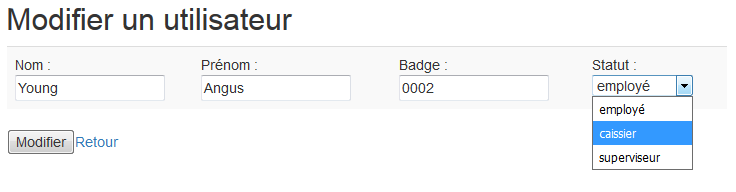 Modifier un utilisateur
Nom : Prénom : Badge : Statut :
Young Angus 0002 employé
employé
caissier
superviseur
Modifier Retour